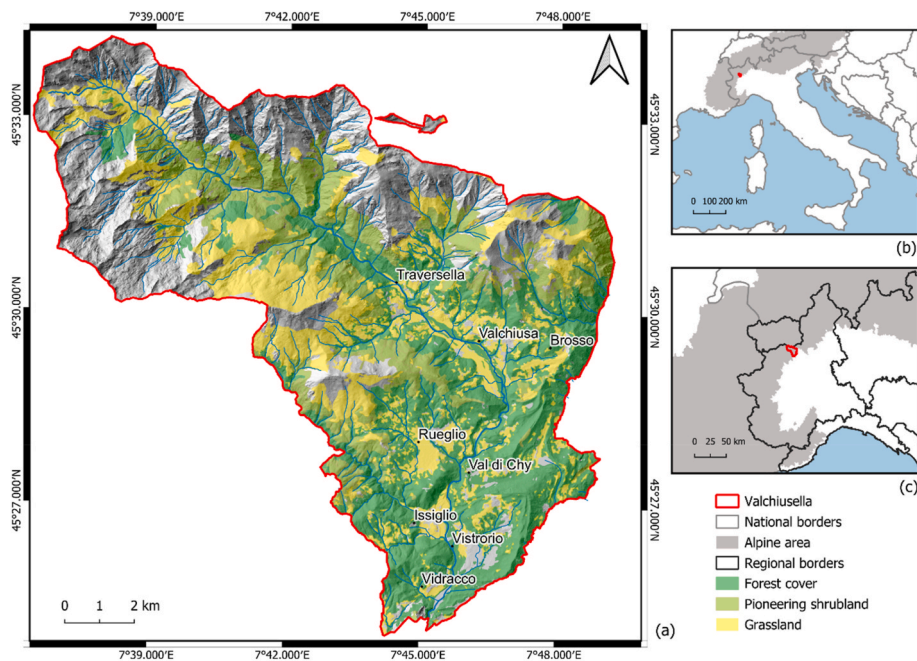 7°39.000'E 7°42.000'E 7°45.000'E 7°48.000'E
45°33.000'N
45°30.000'N
45°27.000'N
Traversella
Valchiusa
Brosso
Rueglio
Val di Chy
Issiglio
Vistrorio
Vidracco
0 1 2 km
45°33.000'N
45°30.000'N
45°27.000'N
7°39.000'E 7°42.000'E 7°45.000'E 7°48.000'E
(a)
0 100 200 km
(b)
0 25 50 km
(c)
Valchiusella
National borders
Alpine area
Regional borders
Forest cover
Pioneering shrubland
Grassland